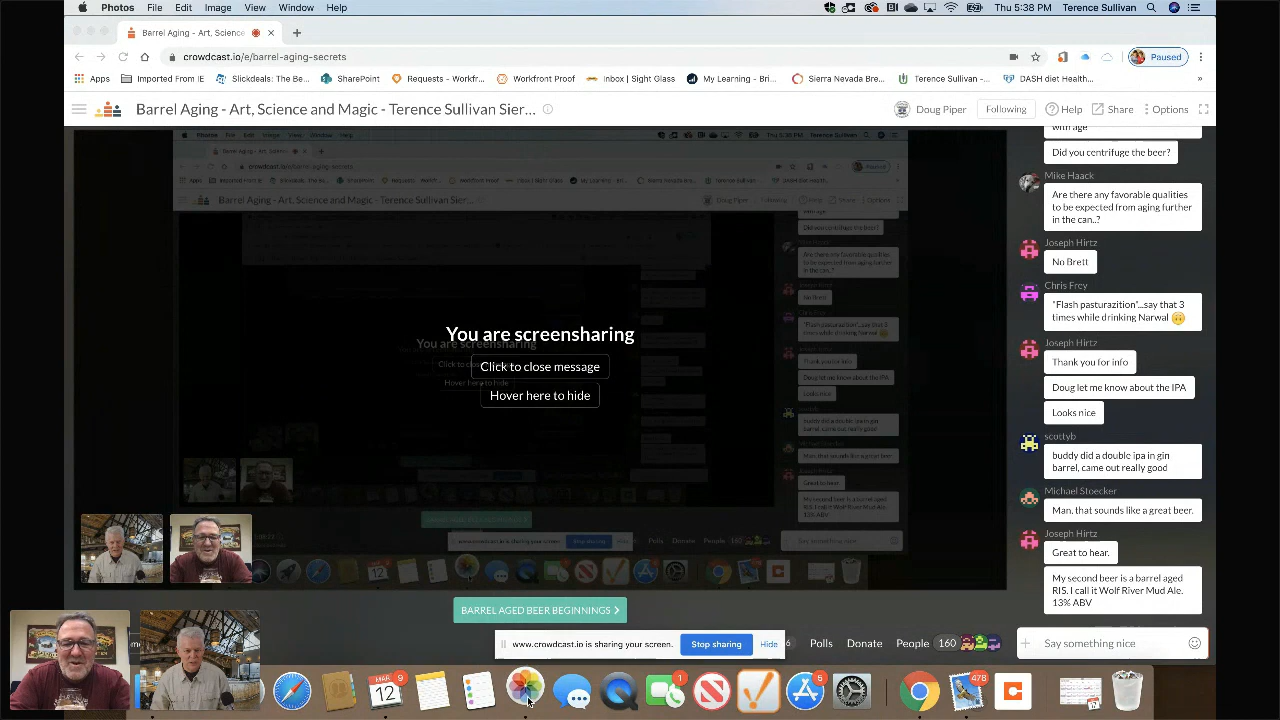 Photos File Edit Image View Window Help
Thu 5:38 PM Terence Sullivan
Barrel Aging - Art, Science
crowdcast.io/e/barrel-aging-secrets
Paused
Apps Imported From IE Slickdeals: The Be... SharePoint Requests - Workfr... Workfront Proof Inbox | Sight Glass My Learning - Bri... Sierra Nevada Bre... Terence Sullivan -... DASH diet Health...
Barrel Aging - Art, Science and Magic - Terence Sullivan Sier...
Doug Piper Following Help Share Options
with age
Did you centrifuge the beer?
Mike Haack
Are there any favorable qualities
to be expected from aging further
in the can..?
Joseph Hirtz
No Brett
Chris Frey
"Flash pasturazition"...say that 3
times while drinking Narwal
Joseph Hirtz
Thank you for info
Doug let me know about the IPA
Looks nice
scottyb
buddy did a double ipa in gin
barrel, came out really good
Michael Stoecker
Man, that sounds like a great beer.
Joseph Hirtz
Great to hear.
My second beer is a barrel aged
RIS. I call it Wolf River Mud Ale.
13% ABV
Say something nice
You are screensharing
Click to close message
Hover here to hide
BARREL AGED BEER BEGINNINGS
www.crowdcast.io is sharing your screen. Stop sharing Hide
6 Polls Donate People 160
MAR 9
12
1
5
478